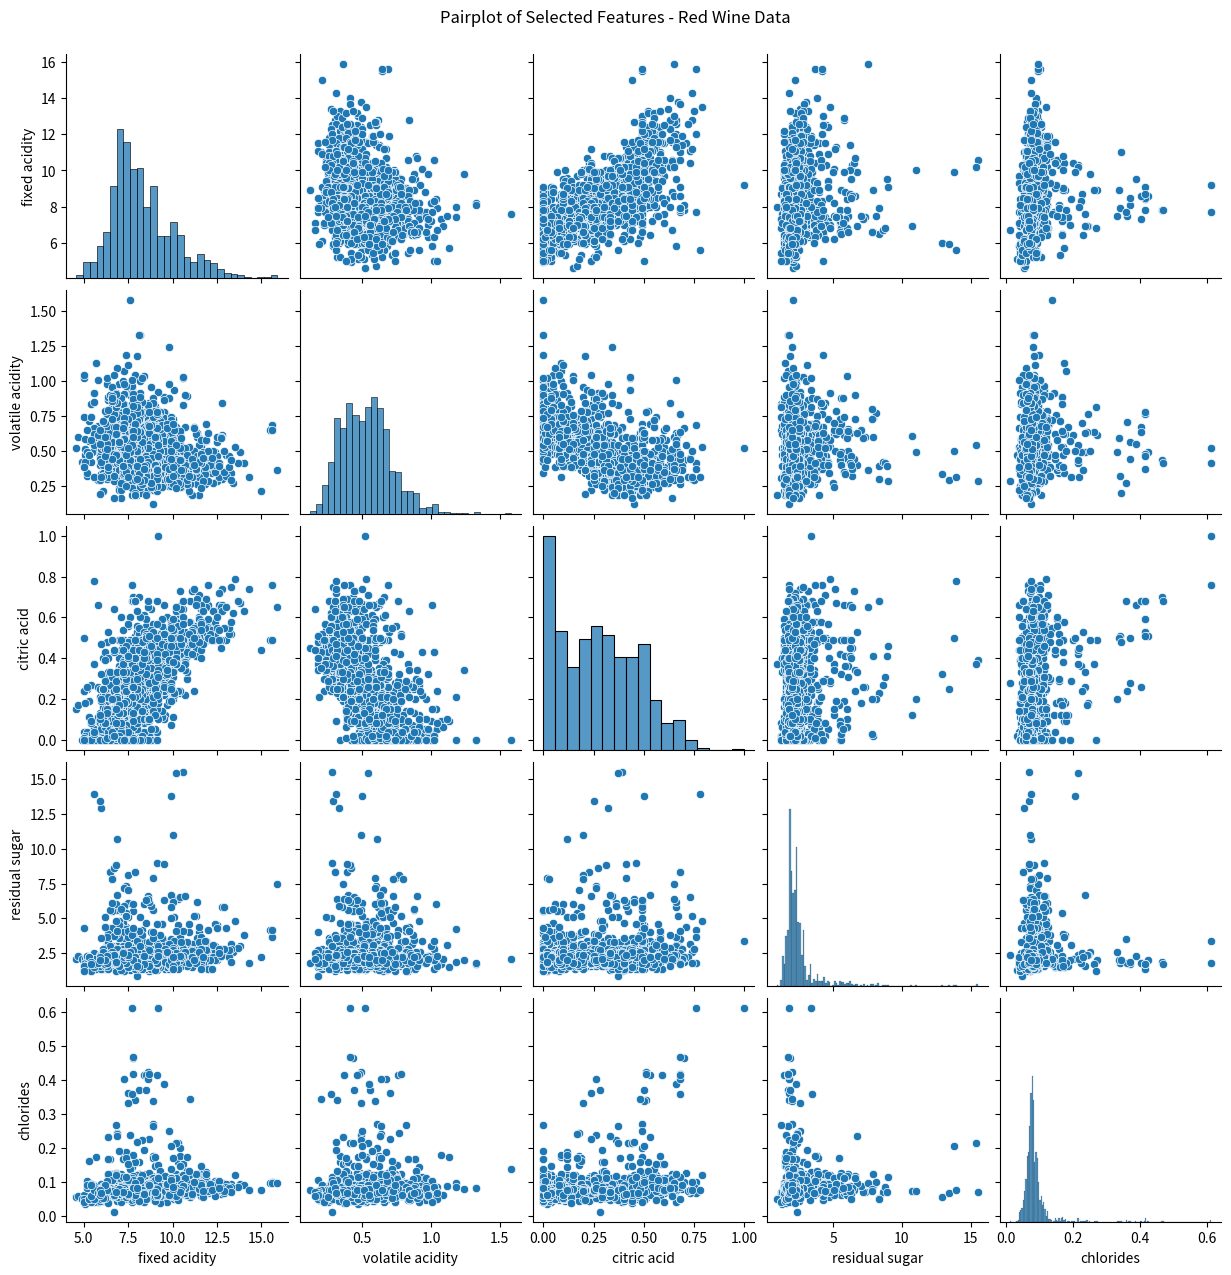 Pairplot of Selected Features - Red Wine Data
16
14
12
10
8
6
fixed acidity
1.50
1.25
1.00
0.75
0.50
0.25
volatile acidity
1.0
0.8
0.6
0.4
0.2
0.0
citric acid
15.0
12.5
10.0
7.5
5.0
2.5
residual sugar
0.6
0.5
0.4
0.3
0.2
0.1
0.0
chlorides
5.0 7.5 10.0 12.5 15.0
0.5 1.0 1.5
0.00 0.25 0.50 0.75 1.00
5 10 15
0.0 0.2 0.4 0.6
fixed acidity
volatile acidity
citric acid
residual sugar
chlorides